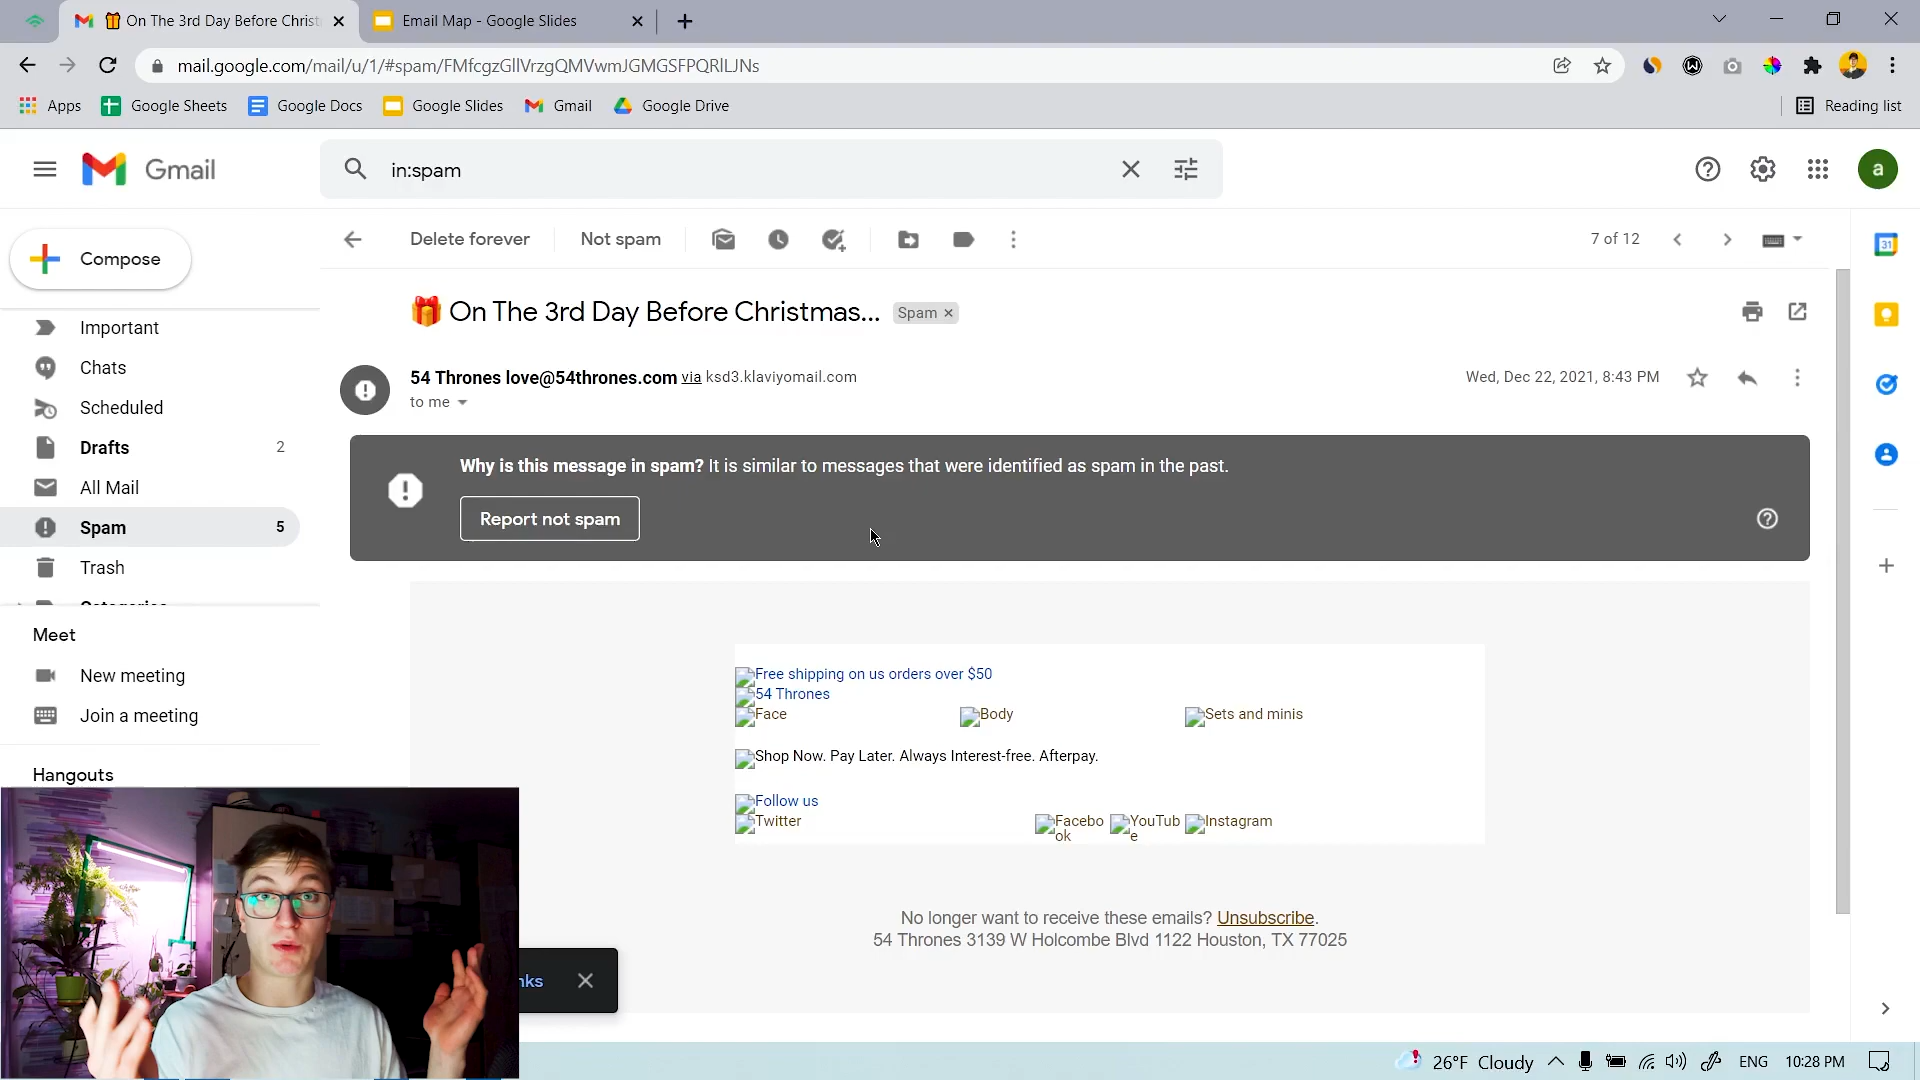 On The 3rd Day Before Christ
Email Map - Google Slides
mail.google.com/mail/u/1/#spam/FMfcgzGllVrzgQMVwmJGMGSFPQRlLJNs
Apps
Google Sheets
Google Docs
Google Slides
Gmail
Google Drive
Reading list
Gmail
in:spam
a
Compose
Delete forever
Not spam
7 of 12
31
On The 3rd Day Before Christmas...
Spam ×
Important
Chats
Scheduled
Drafts 2
All Mail
Spam 5
Trash
Categories
Meet
New meeting
Join a meeting
Hangouts
54 Thrones love@54thrones.com via ksd3.klaviyomail.com
Wed, Dec 22, 2021, 8:43 PM
to me
Why is this message in spam? It is similar to messages that were identified as spam in the past.
Report not spam
Free shipping on us orders over $50
54 Thrones
Face
Body
Sets and minis
Shop Now. Pay Later. Always Interest-free. Afterpay.
Follow us
Twitter
Facebo
ok
YouTub
e
Instagram
No longer want to receive these emails? Unsubscribe.
54 Thrones 3139 W Holcombe Blvd 1122 Houston, TX 77025
nks
26°F Cloudy
ENG
10:28 PM